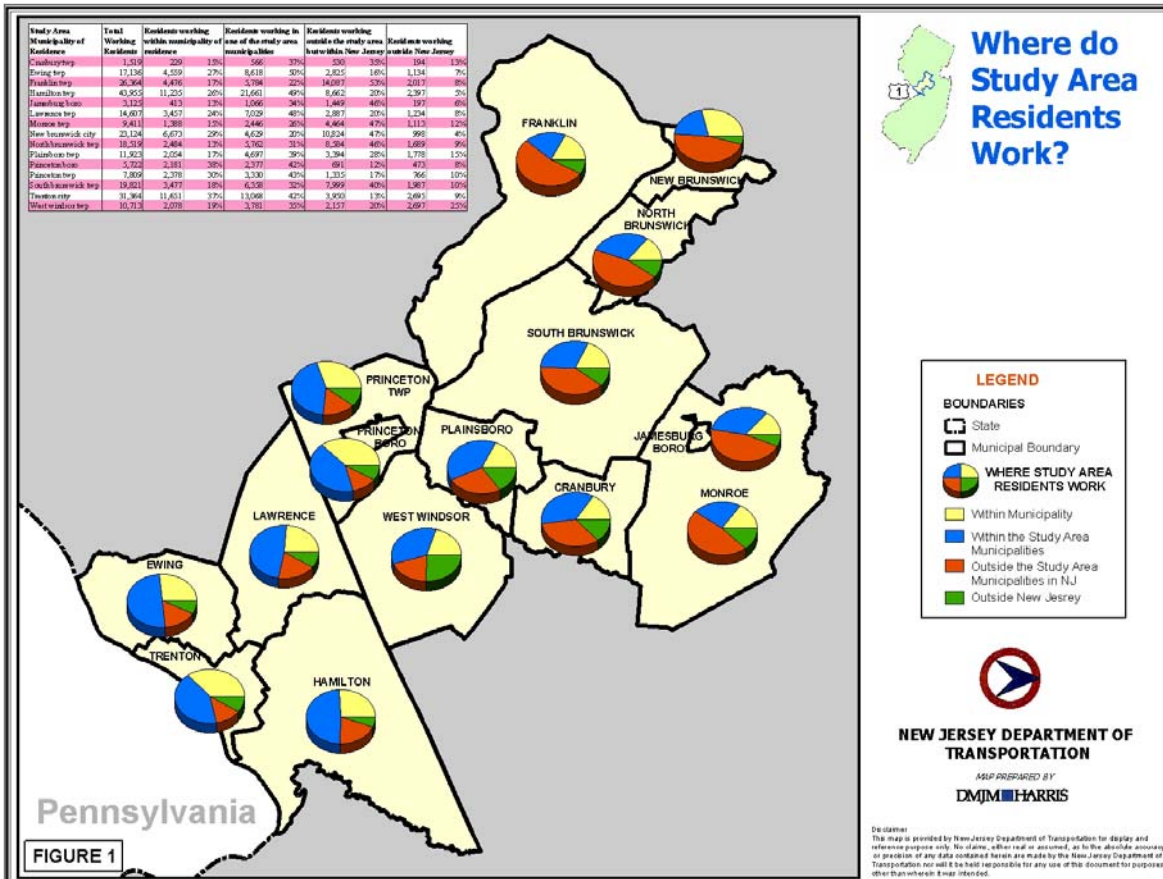 Study Area Municipality of Residence | Total Working Residents | Residents working within municipality of residence | Residents working in one of the study area municipalities | Residents working outside the study area but within New Jersey | Residents working outside New Jersey
Cranbury twp 1,519 229 15% 566 37% 530 35% 194 13%
Ewing twp 17,136 4,559 27% 8,618 50% 2,825 16% 1,134 7%
Franklin twp 26,364 4,476 17% 5,784 22% 14,087 53% 2,017 8%
Hamilton twp 43,955 11,235 26% 21,661 49% 8,662 20% 2,397 5%
Jamesburg boro 3,125 413 13% 1,066 34% 1,449 46% 197 6%
Lawrence twp 14,607 3,457 24% 7,029 48% 2,887 20% 1,234 8%
Monroe twp 9,411 1,388 15% 2,446 26% 4,464 47% 1,113 12%
New brunswick city 23,124 6,673 29% 4,629 20% 10,824 47% 998 4%
North brunswick twp 18,519 2,484 13% 5,762 31% 8,584 46% 1,689 9%
Plainsboro twp 11,923 2,054 17% 4,697 39% 3,394 28% 1,778 15%
Princeton boro 5,722 2,181 38% 2,377 42% 691 12% 473 8%
Princeton twp 7,809 2,378 30% 3,330 43% 1,335 17% 766 10%
South brunswick twp 19,821 3,477 18% 6,358 32% 7,999 40% 1,987 10%
Trenton city 31,364 11,651 37% 13,068 42% 3,950 13% 2,695 9%
West windsor twp 10,713 2,078 19% 3,781 35% 2,157 20% 2,697 25%
Where do
Study Area
Residents
Work?
1
FRANKLIN
NEW BRUNSWICK
NORTH
BRUNSWICK
SOUTH BRUNSWICK
PRINCETON
TWP
PRINCETON
BORO
PLAINSBORO
JAMESBURG
BORO
CRANBURY
MONROE
LAWRENCE
WEST WINDSOR
EWING
TRENTON
HAMILTON
Pennsylvania
FIGURE 1
LEGEND
BOUNDARIES
State
Municipal Boundary
WHERE STUDY AREA
RESIDENTS WORK
Within Municipality
Within the Study Area
Municipalities
Outside the Study Area
Municipalities in NJ
Outside New Jesrey
NEW JERSEY DEPARTMENT OF
TRANSPORTATION
MAP PREPARED BY
DMJM HARRIS
Disclaimer
This map is provided by New Jersey Department of Transportation for display and
reference purpose only. No claims, either real or assumed, as to the absolute accuracy
or precision of any data contained herein are made by the New Jersey Department of
Transportation nor will it be held responsible for any use of this document for purposes
other than wherein it was intended.